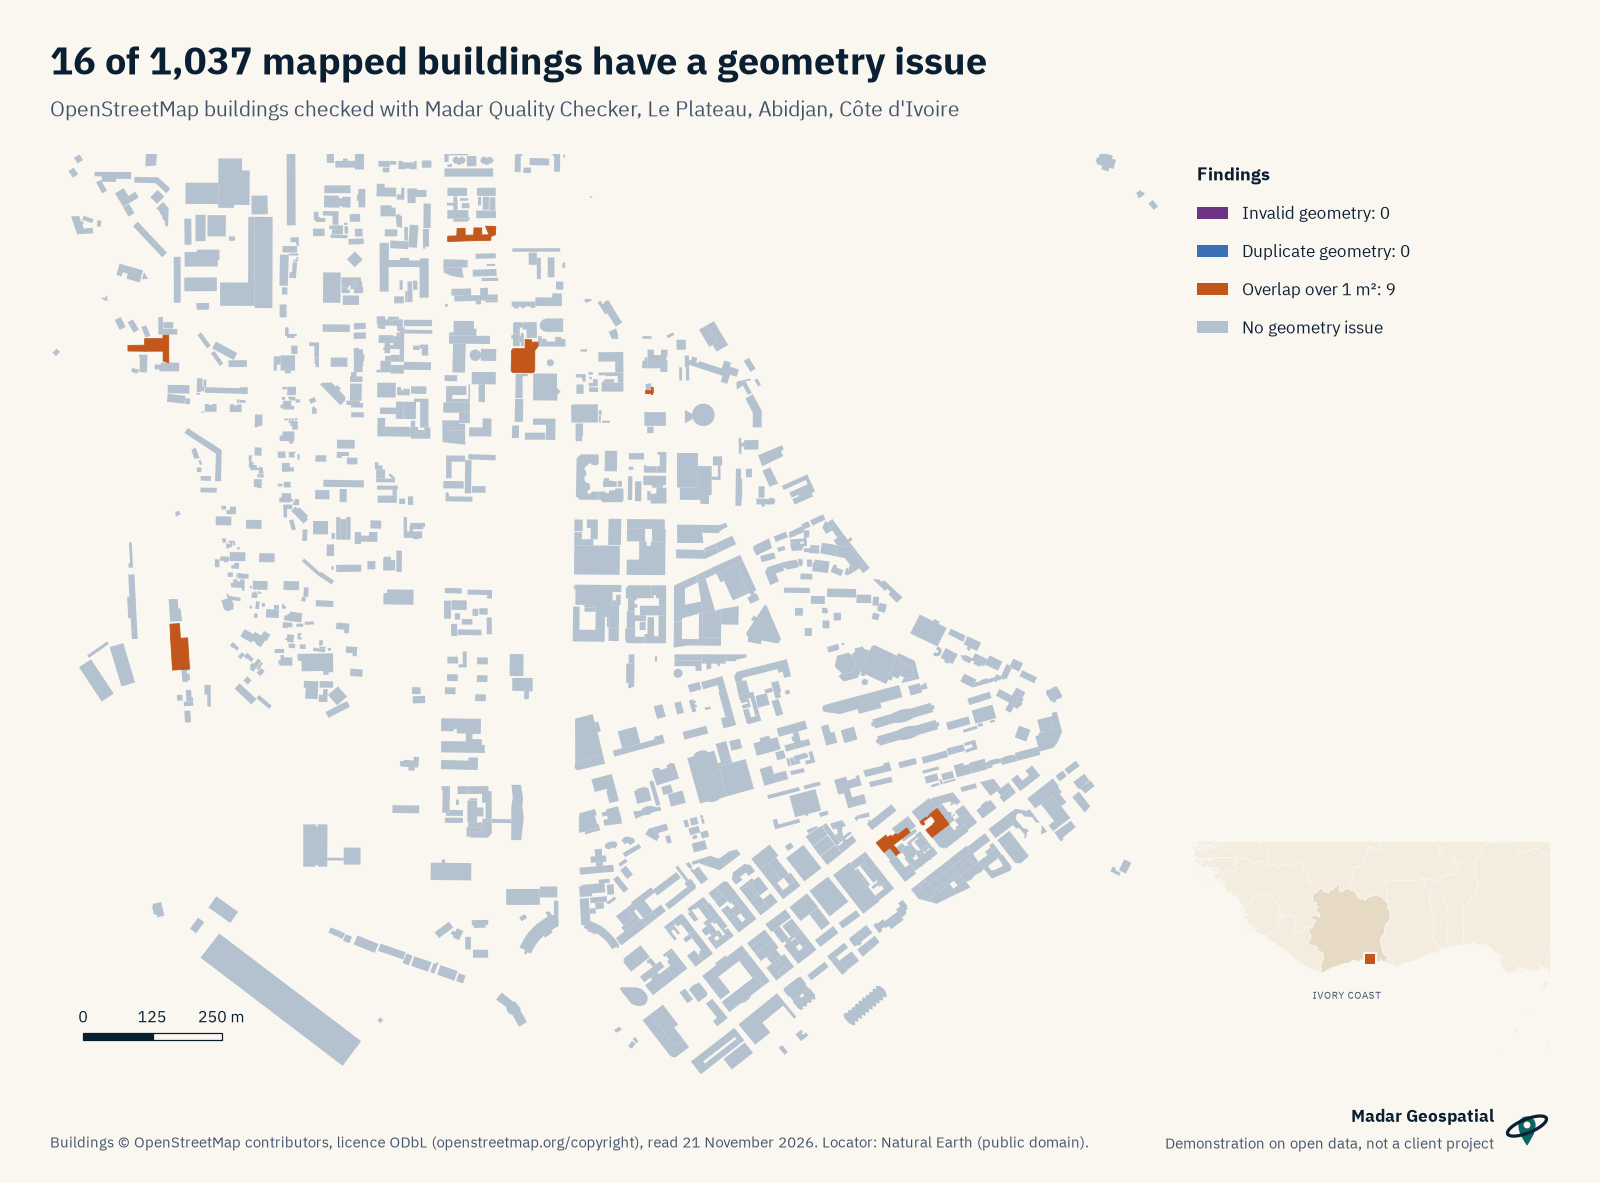 16 of 1,037 mapped buildings have a geometry issue
OpenStreetMap buildings checked with Madar Quality Checker, Le Plateau, Abidjan, Côte d'Ivoire
Findings
Invalid geometry: 0
Duplicate geometry: 0
Overlap over 1 m²: 9
No geometry issue
IVORY COAST
0 125 250 m
Madar Geospatial
Demonstration on open data, not a client project
Buildings © OpenStreetMap contributors, licence ODbL (openstreetmap.org/copyright), read 21 November 2026. Locator: Natural Earth (public domain).